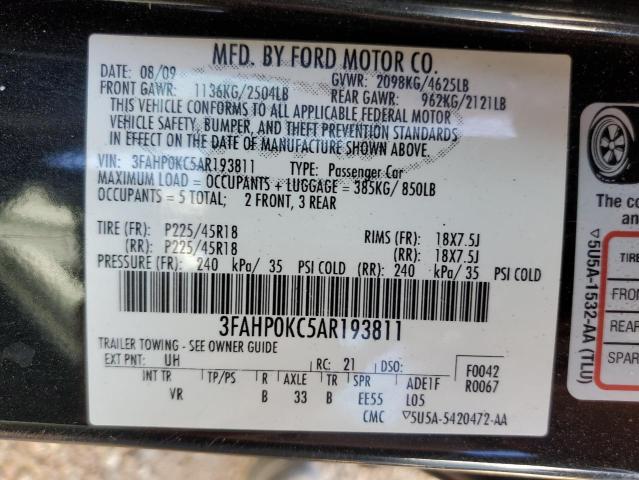 MFD. BY FORD MOTOR CO.
DATE: 08/09 GVWR: 2098KG/4625LB
FRONT GAWR: 1136KG/2504LB REAR GAWR: 962KG/2121LB
THIS VEHICLE CONFORMS TO ALL APPLICABLE FEDERAL MOTOR
VEHICLE SAFETY, BUMPER, AND THEFT PREVENTION STANDARDS
IN EFFECT ON THE DATE OF MANUFACTURE SHOWN ABOVE.
VIN: 3FAHP0KC5AR193811 TYPE: Passenger Car
MAXIMUM LOAD = OCCUPANTS + LUGGAGE = 385KG/850LB
OCCUPANTS = 5 TOTAL; 2 FRONT, 3 REAR
TIRE (FR): P225/45R18 RIMS (FR): 18X7.5J
(RR): P225/45R18 (RR): 18X7.5J
PRESSURE (FR): 240 kPa/ 35 PSI COLD (RR): 240 kPa/ 35 PSI COLD
3FAHP0KC5AR193811
TRAILER TOWING - SEE OWNER GUIDE
EXT PNT: UH RC: 21 DSO: F0042
INT TR TP/PS R AXLE TR SPR ADE1F R0067
VR B 33 B EE55 L05
CMC 5U5A-5420472-AA
The co
an
TIRE
FRON
REAR
SPAR
5U5A-1532-AA (TLU)